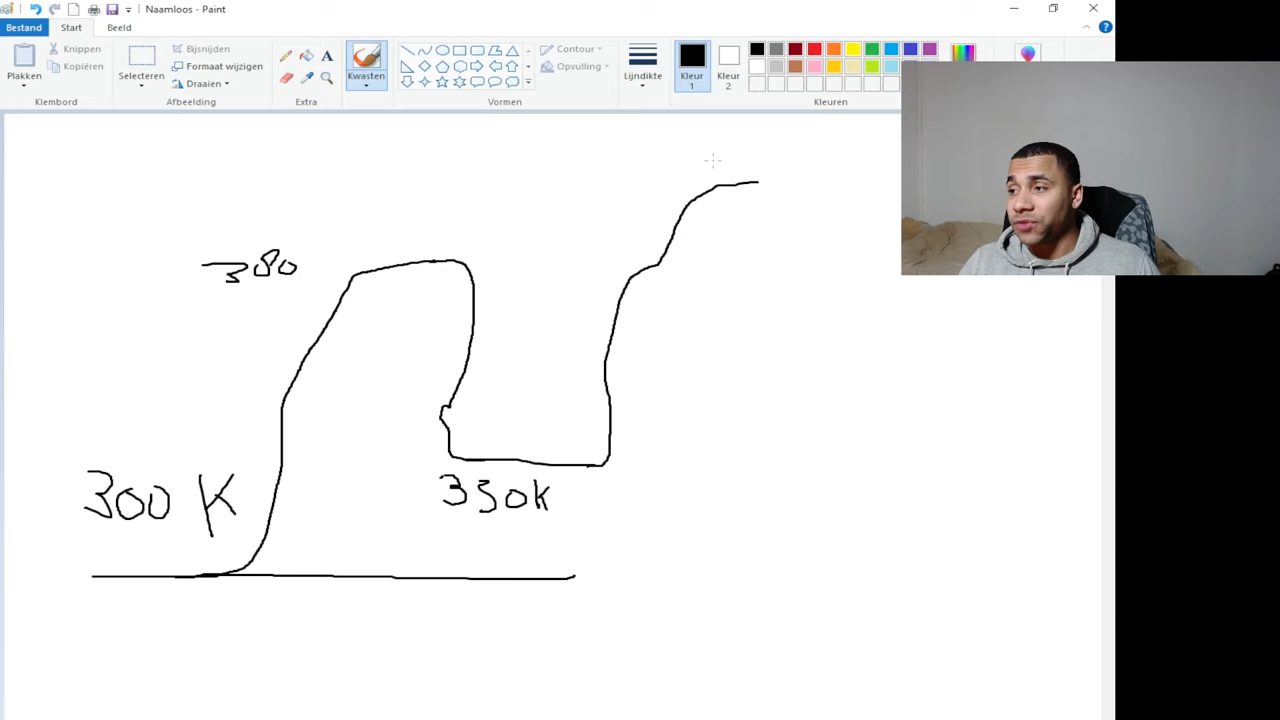 Naamloos - Paint
Bestand Start Beeld
Plakken
Knippen
Kopiëren
Klembord
Selecteren
Bijsnijden
Formaat wijzigen
Draaien
Afbeelding
A
Extra
Kwasten
Contour
Opvulling
Vormen
Lijndikte
Kleur 1
Kleur 2
Kleuren
380
300 K
350k